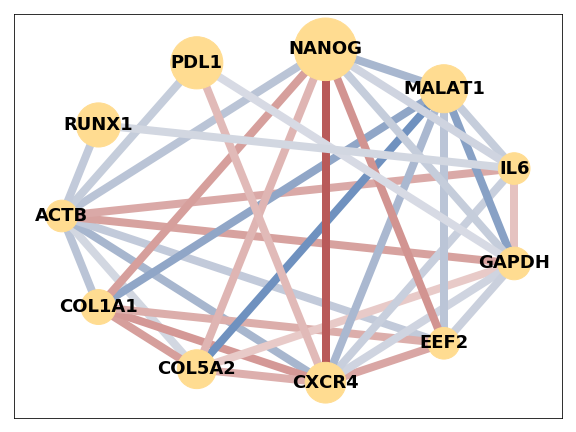 NANOG
PDL1
MALAT1
RUNX1
IL6
ACTB
GAPDH
COL1A1
EEF2
COL5A2
CXCR4